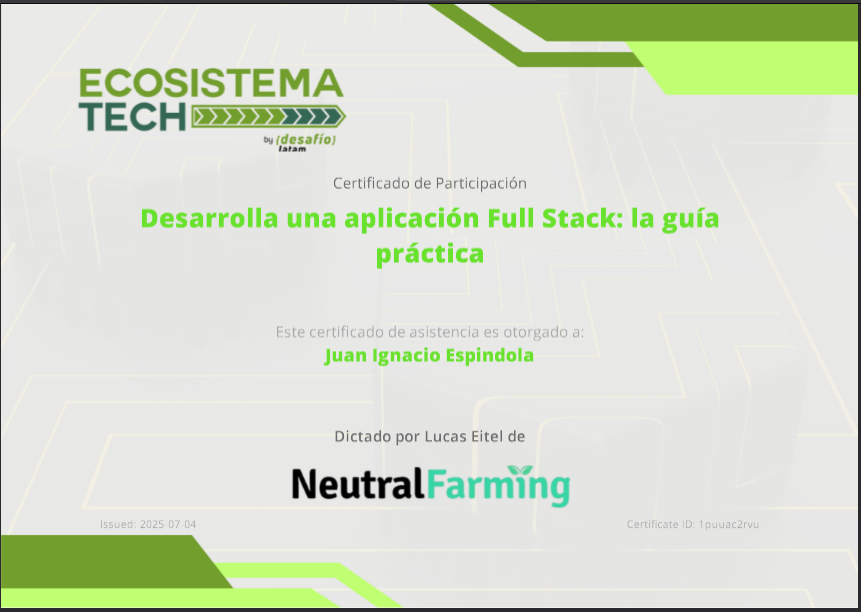 ECOSISTEMA
TECH
by {desafío}
latam
Certificado de Participación
Desarrolla una aplicación Full Stack: la guía
práctica
Este certificado de asistencia es otorgado a:
Juan Ignacio Espindola
Dictado por Lucas Eitel de
NeutralFarming
Issued: 2025-07-04
Certificate ID: 1puuac2rvu